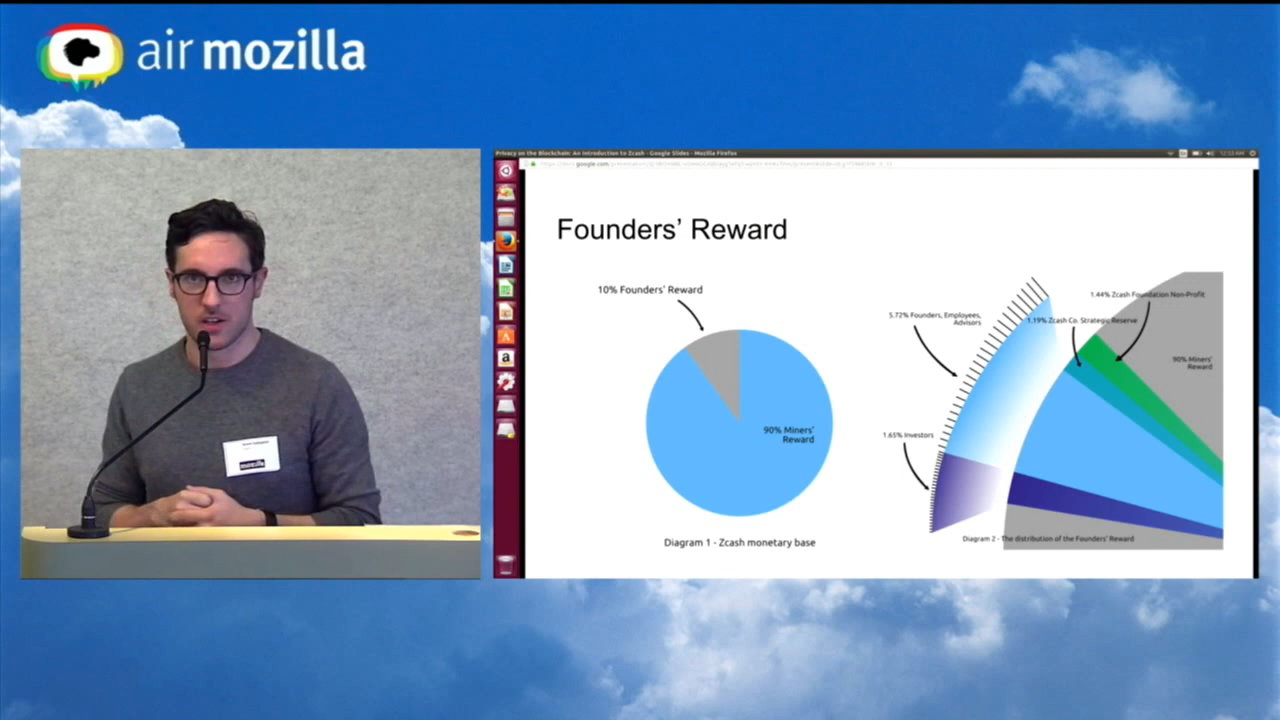 air mozilla
Privacy on the Blockchain: An Introduction to Zcash - Google Slides - Mozilla Firefox
Founders’ Reward
10% Founders’ Reward
90% Miners’
Reward
Diagram 1 - Zcash monetary base
1.44% Zcash Foundation Non-Profit
5.72% Founders, Employees,
Advisors
1.19% Zcash Co. Strategic Reserve
90% Miners’
Reward
1.65% Investors
Diagram 2 - The distribution of the Founders’ Reward
mozilla